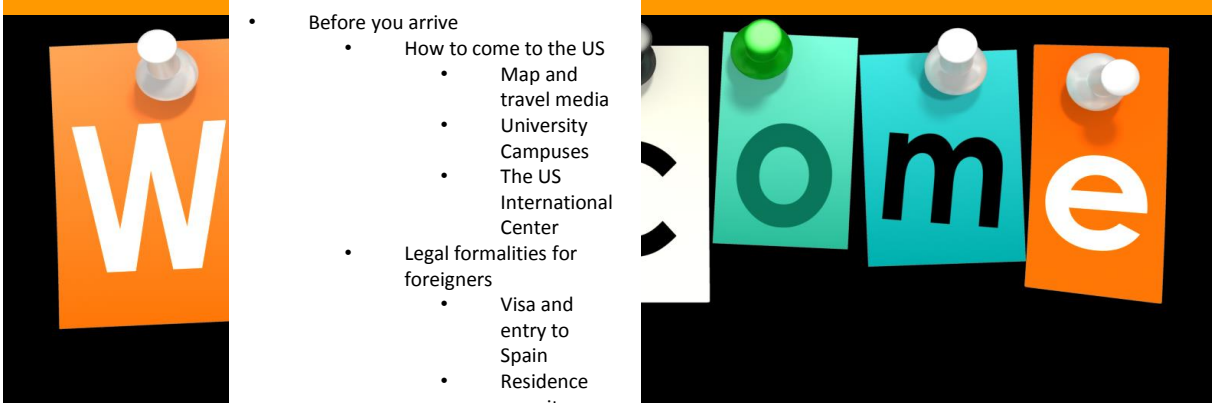 W
• Before you arrive
• How to come to the US
• Map and
travel media
• University
Campuses
• The US
International
Center
• Legal formalities for
foreigners
• Visa and
entry to
Spain
• Residence
c o m e